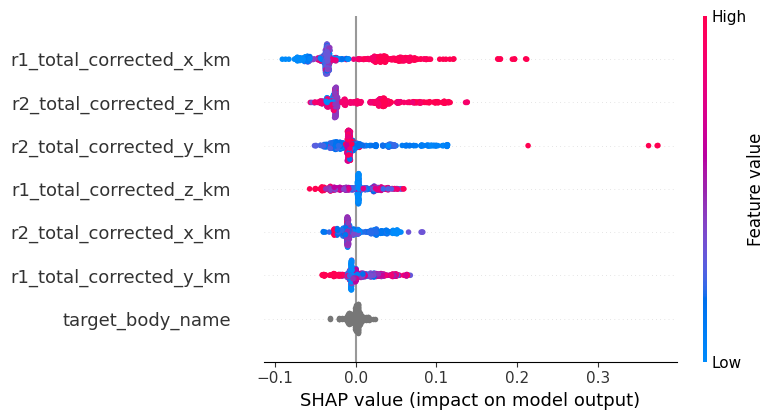 High
r1_total_corrected_x_km
r2_total_corrected_z_km
r2_total_corrected_y_km
r1_total_corrected_z_km
r2_total_corrected_x_km
r1_total_corrected_y_km
target_body_name
Feature value
Low
−0.1 0.0 0.1 0.2 0.3
SHAP value (impact on model output)